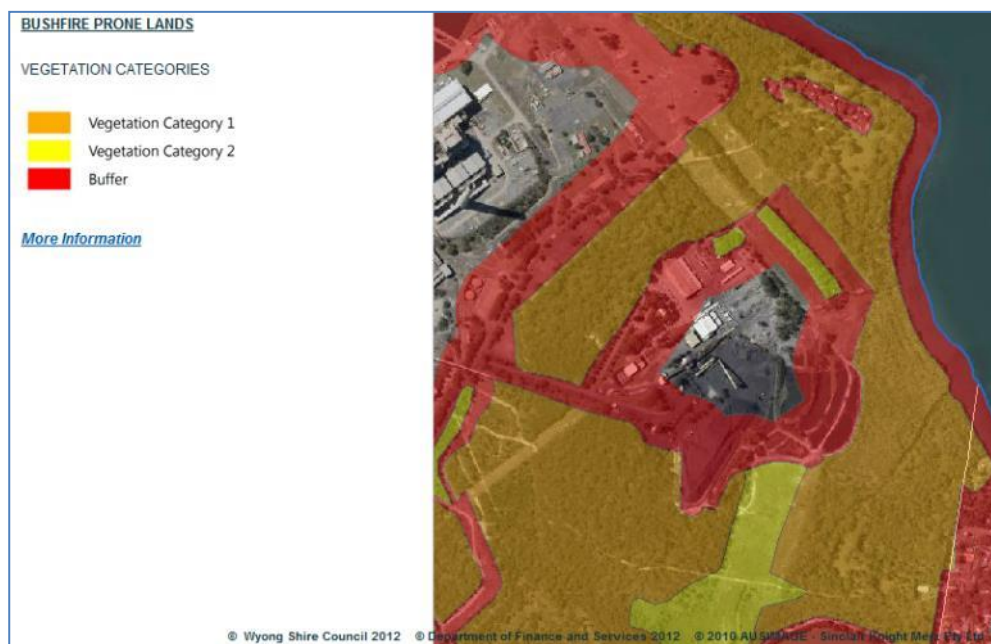 BUSHFIRE PRONE LANDS
VEGETATION CATEGORIES
Vegetation Category 1
Vegetation Category 2
Buffer
More Information
© Wyong Shire Council 2012 © Department of Finance and Services 2012 © 2010 AUSIMAGE - Sinclair Knight Merz Pty Ltd